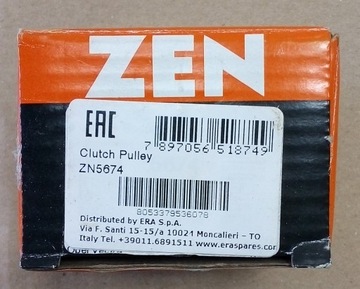 ZEN
EAC
7 897056 518749
Clutch Pulley
ZN5674
8053379536078
Distributed by ERA S.p.A.
Via F. Santi 15-15/a 10024 Moncalieri - TO
Italy Tel. +39011.6891511 www.eraspares.com